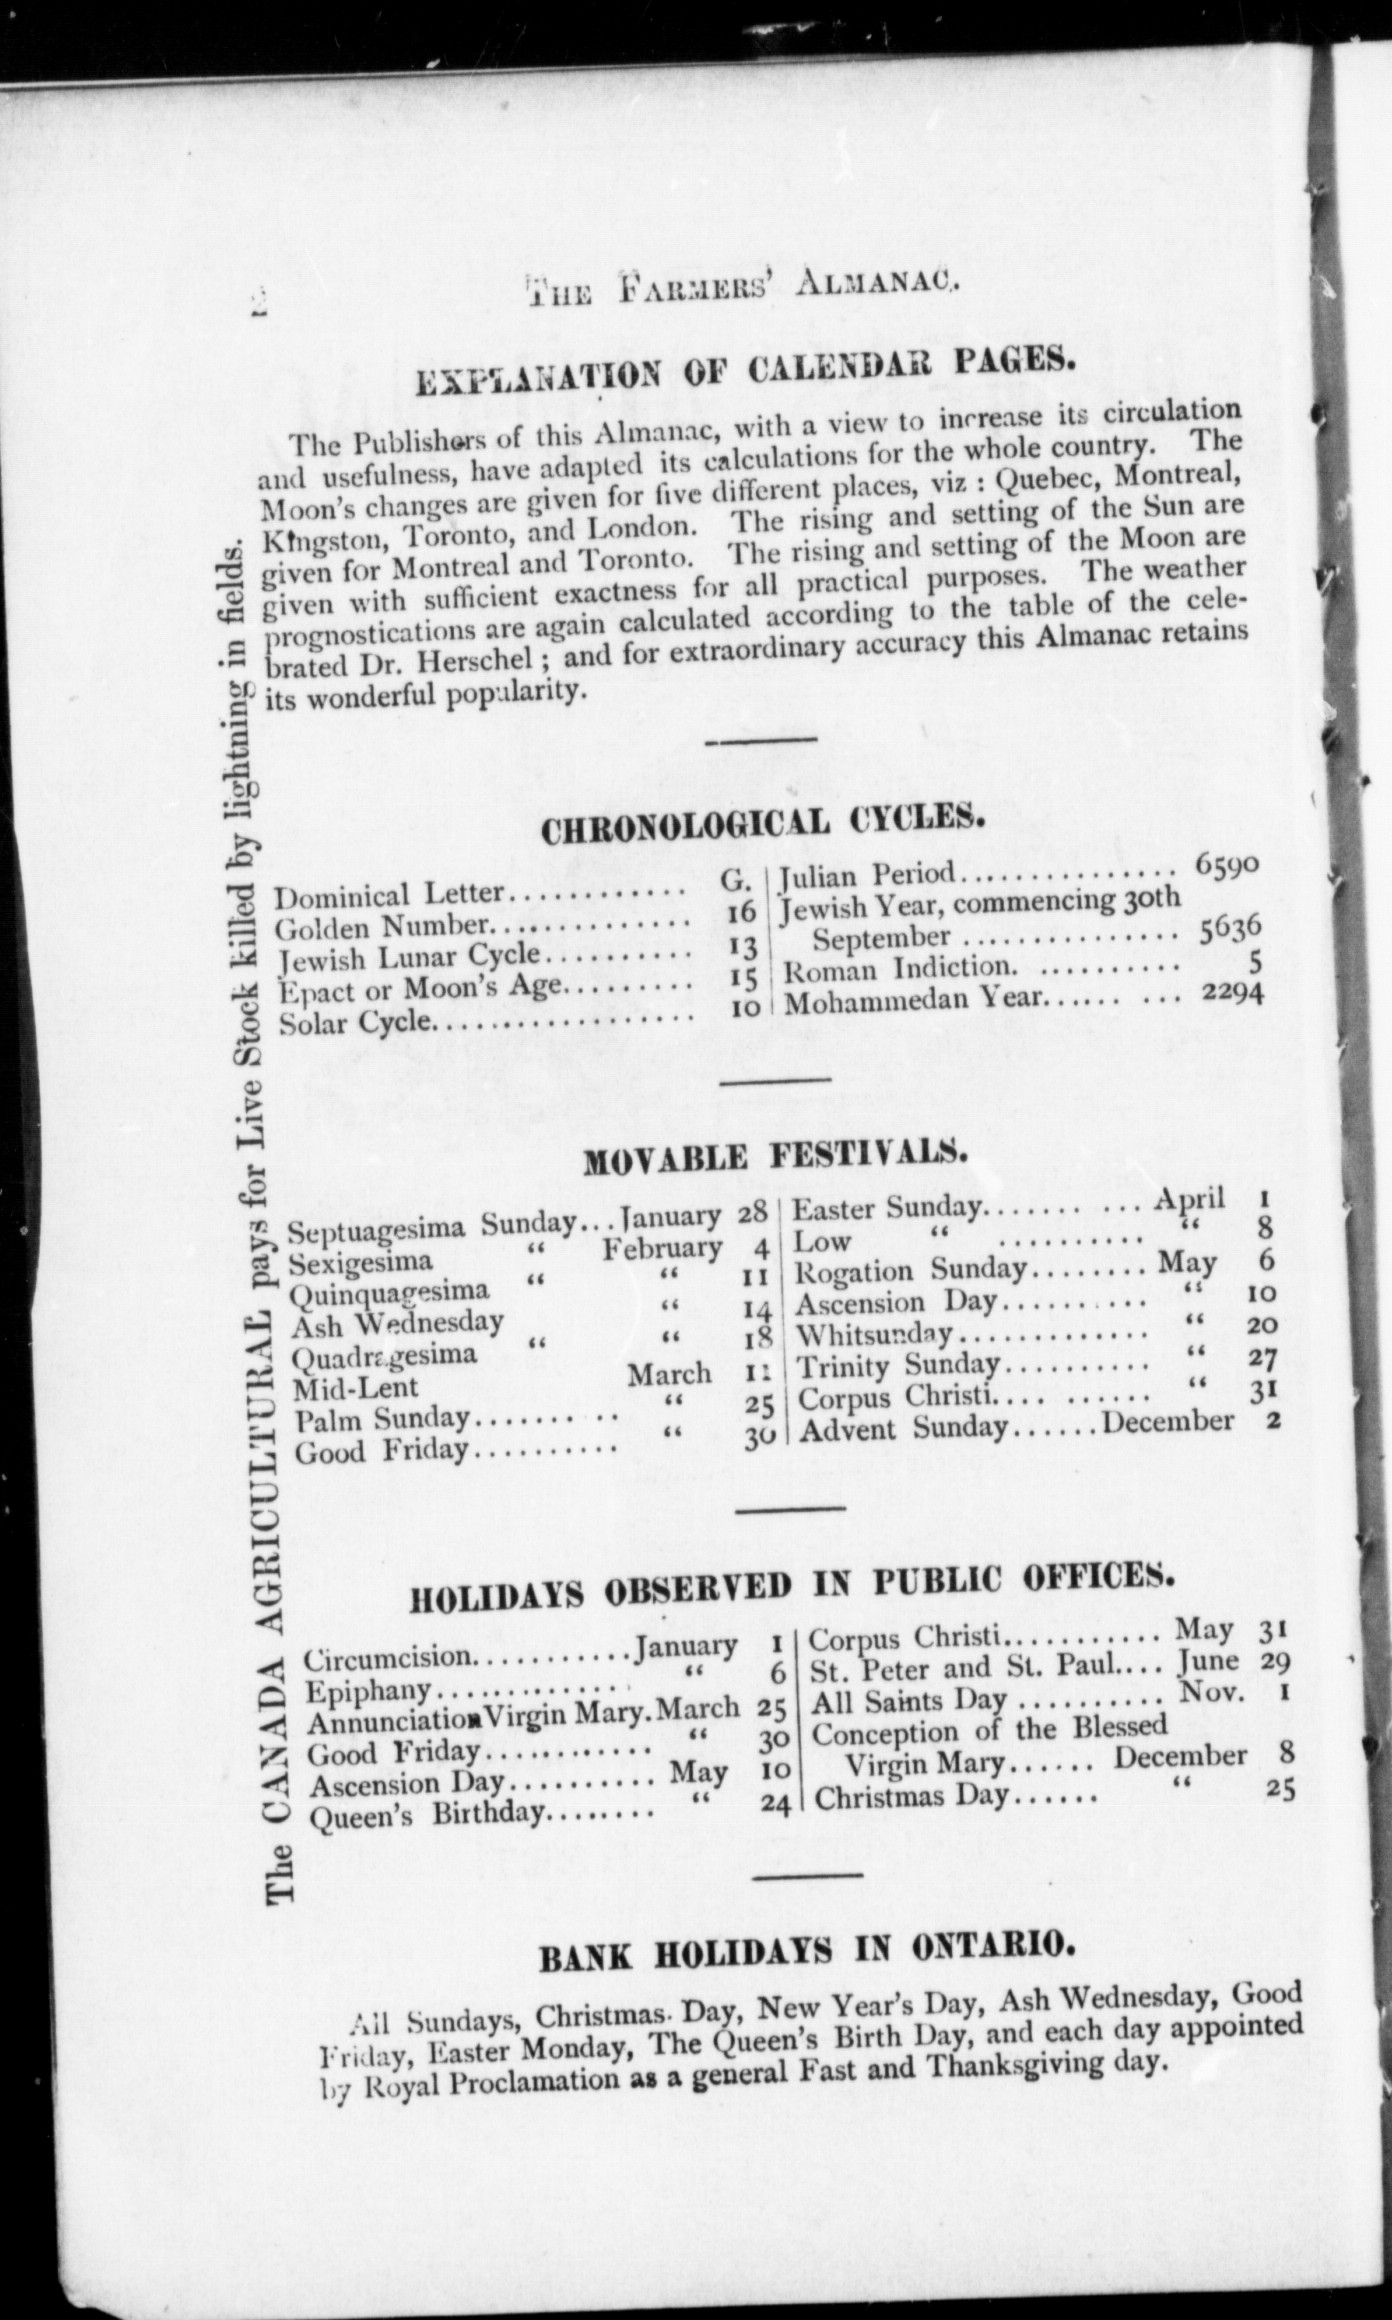 2
THE FARMERS' ALMANAC.
EXPLANATION OF CALENDAR PAGES.
The Publishers of this Almanac, with a view to increase its circulation
and usefulness, have adapted its calculations for the whole country. The
Moon's changes are given for five different places, viz : Quebec, Montreal,
Kingston, Toronto, and London. The rising and setting of the Sun are
given for Montreal and Toronto. The rising and setting of the Moon are
given with sufficient exactness for all practical purposes. The weather
prognostications are again calculated according to the table of the cele-
brated Dr. Herschel ; and for extraordinary accuracy this Almanac retains
its wonderful popularity.
CHRONOLOGICAL CYCLES.
Dominical Letter............ G.
Golden Number............... 16
Jewish Lunar Cycle.......... 13
Epact or Moon's Age......... 15
Solar Cycle.................. 10
Julian Period............... 6590
Jewish Year, commencing 30th
September ............... 5636
Roman Indiction. .......... 5
Mohammedan Year...... ... 2294
MOVABLE FESTIVALS.
Septuagesima Sunday...January 28
Sexigesima “ February 4
Quinquagesima “ “ 11
Ash Wednesday “ 14
Quadragesima “ “ 18
Mid-Lent March 11
Palm Sunday.......... “ 25
Good Friday.......... “ 30
Easter Sunday.......... April 1
Low “ .......... “ 8
Rogation Sunday........ May 6
Ascension Day.......... “ 10
Whitsunday............. “ 20
Trinity Sunday.......... “ 27
Corpus Christi.......... “ 31
Advent Sunday......December 2
HOLIDAYS OBSERVED IN PUBLIC OFFICES.
Circumcision...........January 1
Epiphany.............. “ 6
Annunciation Virgin Mary.March 25
Good Friday............ “ 30
Ascension Day.......... May 10
Queen's Birthday........ “ 24
Corpus Christi........... May 31
St. Peter and St. Paul.... June 29
All Saints Day .......... Nov. 1
Conception of the Blessed
Virgin Mary...... December 8
Christmas Day...... “ 25
BANK HOLIDAYS IN ONTARIO.
All Sundays, Christmas. Day, New Year's Day, Ash Wednesday, Good
Friday, Easter Monday, The Queen's Birth Day, and each day appointed
by Royal Proclamation as a general Fast and Thanksgiving day.
The CANADA AGRICULTURAL pays for Live Stock killed by lightning in fields.